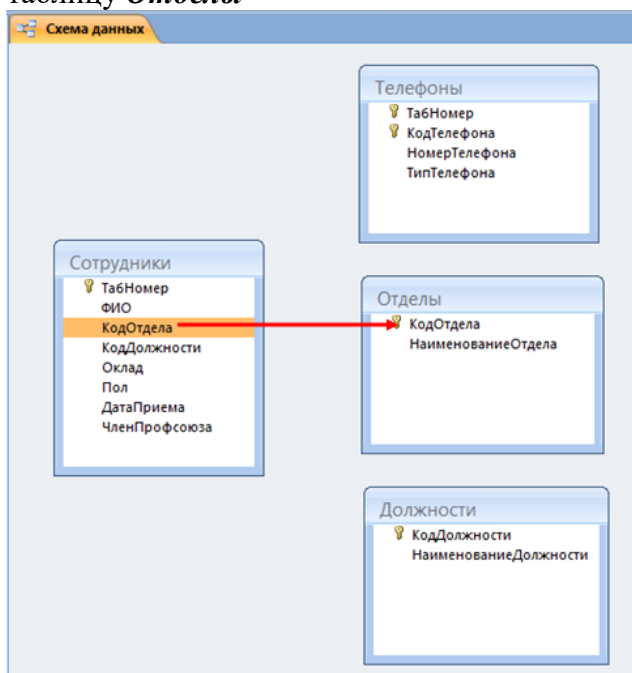 таблицу Отделы
Схема данных
Телефоны
ТабНомер
КодТелефона
НомерТелефона
ТипТелефона
Сотрудники
ТабНомер
ФИО
КодОтдела
КодДолжности
Оклад
Пол
ДатаПриема
ЧленПрофсоюза
Отделы
КодОтдела
НаименованиеОтдела
Должности
КодДолжности
НаименованиеДолжности